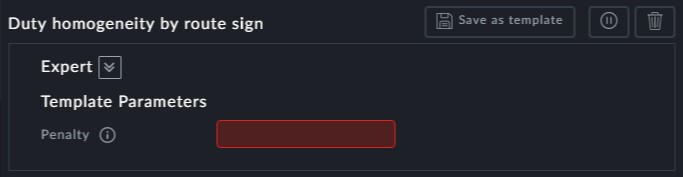 Duty homogeneity by route sign
Save as template
Expert
Template Parameters
Penalty